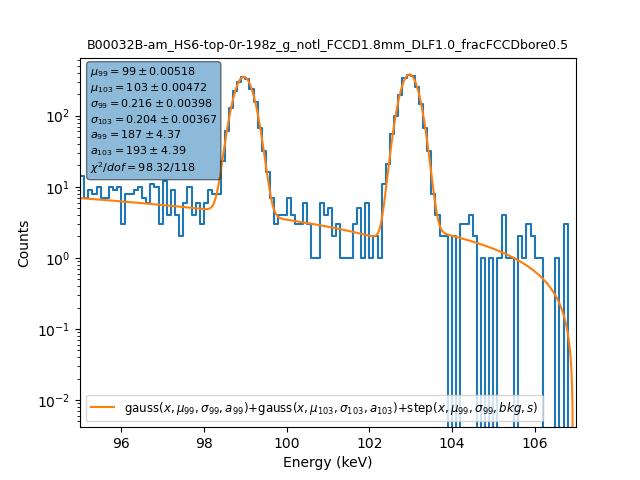 B00032B-am_HS6-top-0r-198z_g_notl_FCCD1.8mm_DLF1.0_fracFCCDbore0.5
μ₉₉ = 99 ± 0.00518
μ₁₀₃ = 103 ± 0.00472
σ₉₉ = 0.216 ± 0.00398
σ₁₀₃ = 0.204 ± 0.00367
a₉₉ = 187 ± 4.37
a₁₀₃ = 193 ± 4.39
χ²/dof = 98.32/118
10²
10¹
10⁰
10⁻¹
10⁻²
Counts
gauss(x, μ₉₉, σ₉₉, a₉₉)+gauss(x, μ₁₀₃, σ₁₀₃, a₁₀₃)+step(x, μ₉₉, σ₉₉, bkg, s)
96 98 100 102 104 106
Energy (keV)